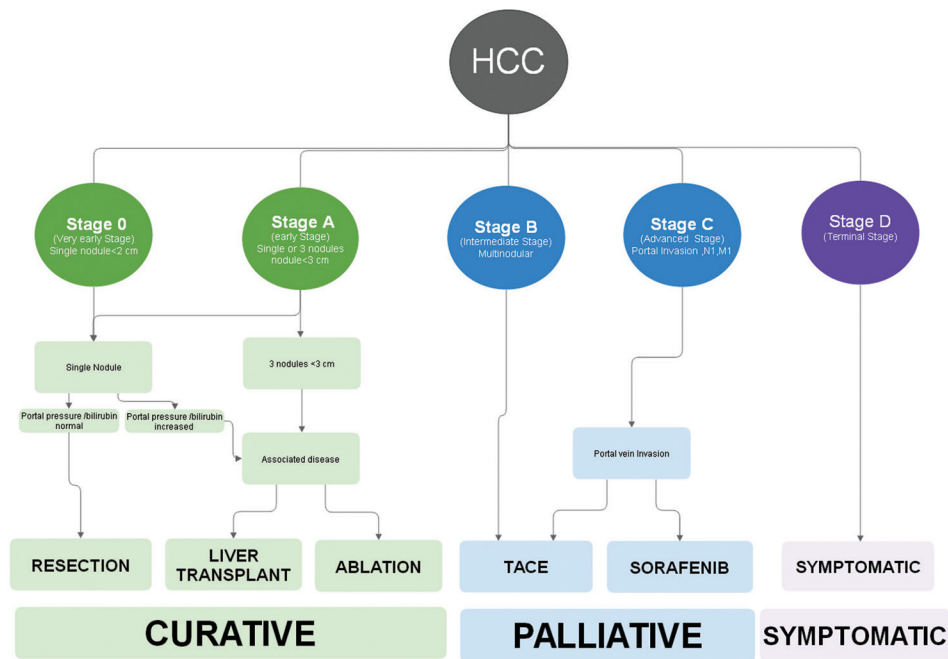 HCC
Stage 0
(Very early Stage)
Single nodule<2 cm
Stage A
(early Stage)
Single or 3 nodules
nodule<3 cm
Stage B
(Intermediate Stage)
Multinodular
Stage C
(Advanced Stage)
Portal Invasion ,N1,M1
Stage D
(Terminal Stage)
Single Nodule
3 nodules <3 cm
Portal pressure /bilirubin
normal
Portal pressure /bilirubin
increased
Associated disease
Portal vein Invasion
RESECTION
LIVER
TRANSPLANT
ABLATION
TACE
SORAFENIB
SYMPTOMATIC
CURATIVE
PALLIATIVE
SYMPTOMATIC